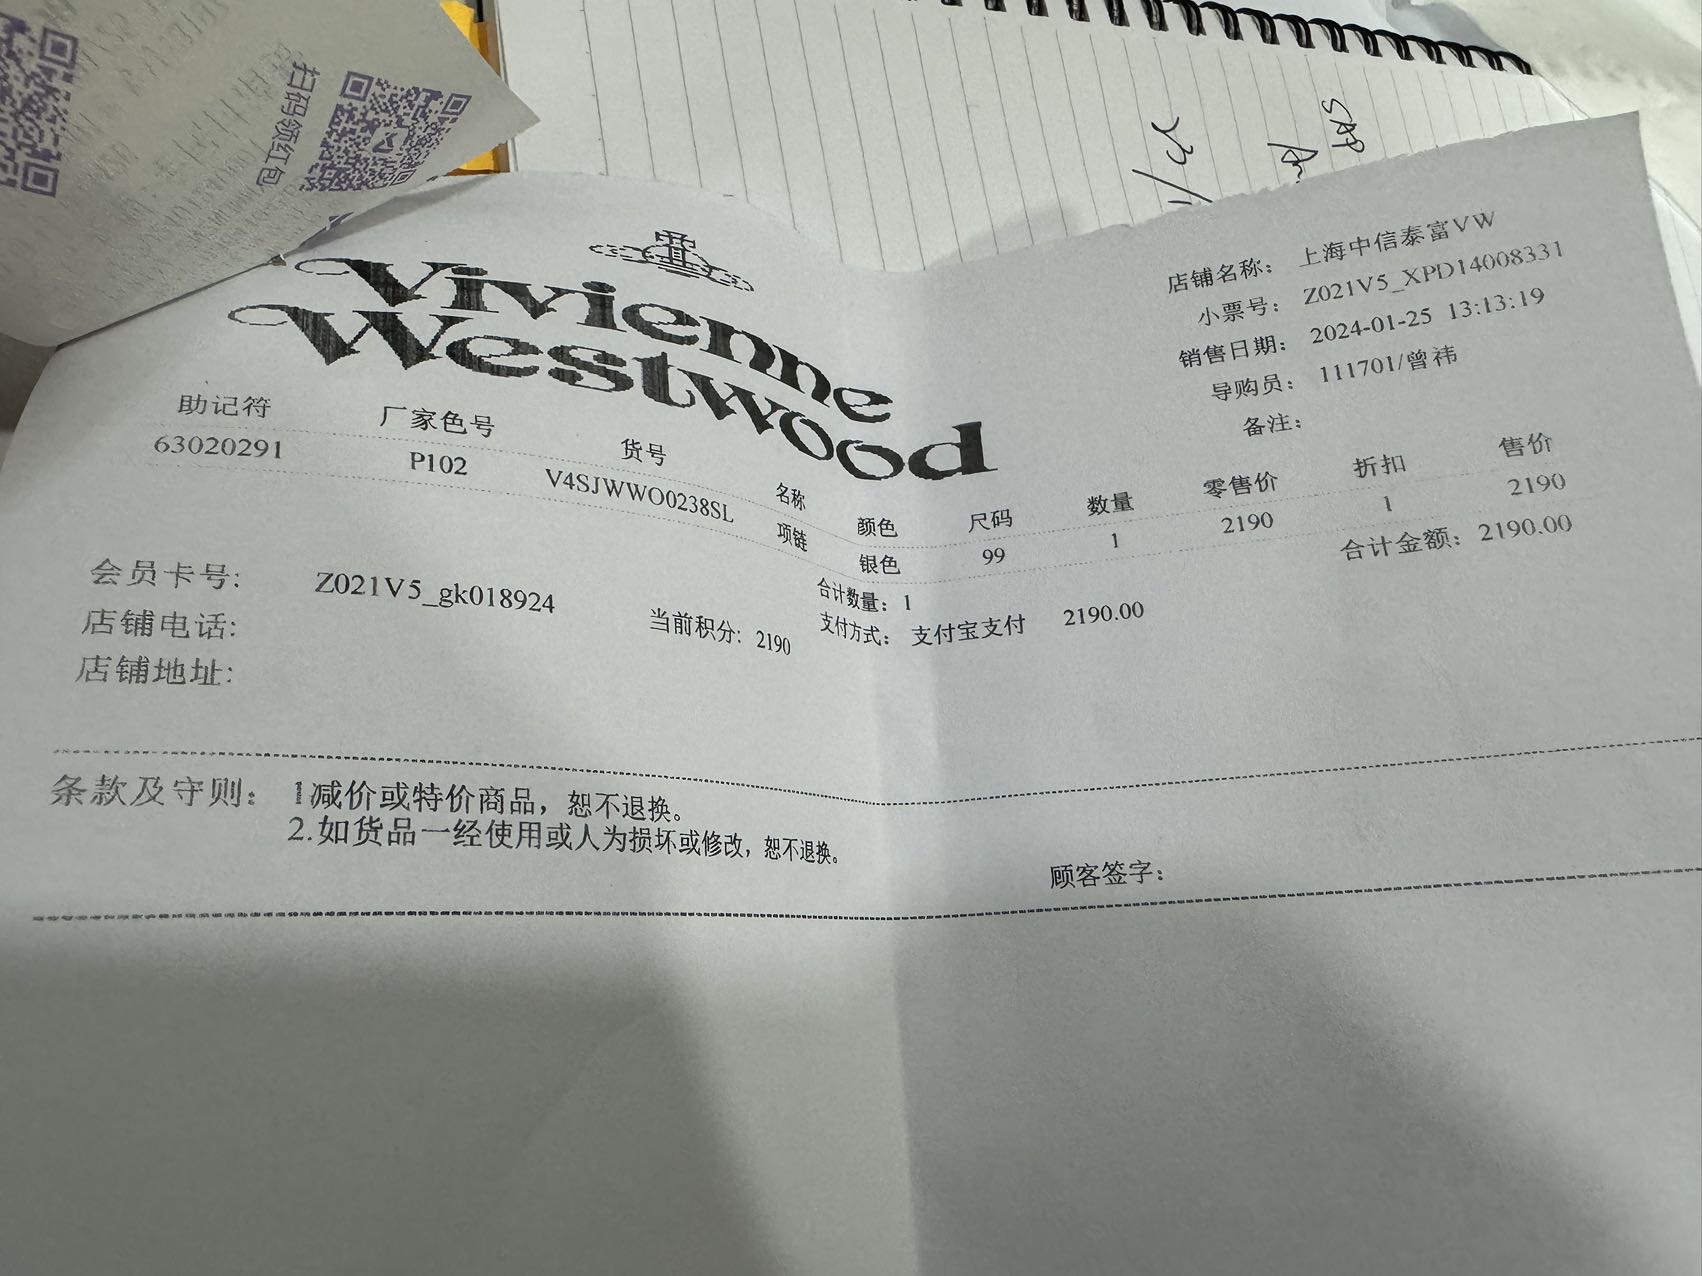 扫码领红包
SAP
Vivienne
Westwood
店铺名称： 上海中信泰富VW
小票号： Z021V5_XPD14008331
销售日期： 2024-01-25 13:13:19
导购员： 111701/曾祎
备注：
助记符 厂家色号 货号 名称 颜色 尺码 数量 零售价 折扣 售价
63020291 P102 V4SJWWO0238SL 项链 银色 99 1 2190 1 2190
合计数量： 1 合计金额： 2190.00
会员卡号: Z021V5_gk018924 当前积分: 2190 支付方式： 支付宝支付 2190.00
店铺电话:
店铺地址:
条款及守则： 1减价或特价商品，恕不退换。
2.如货品一经使用或人为损坏或修改，恕不退换。
顾客签字：